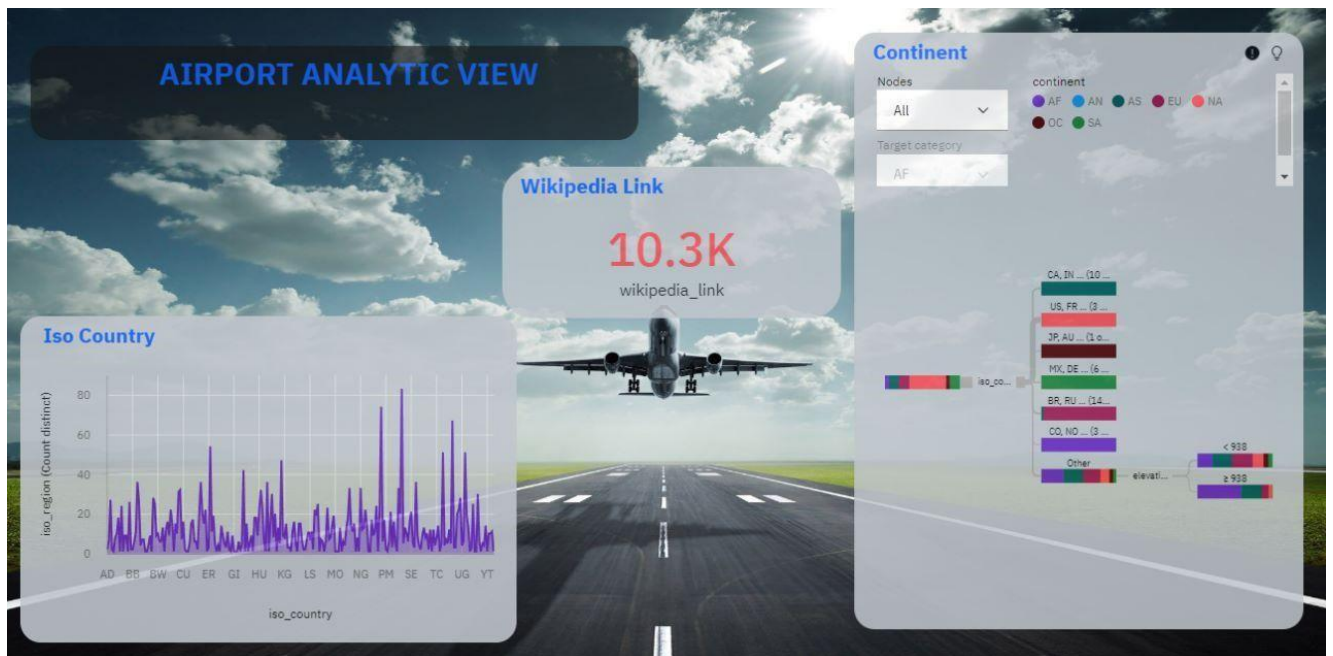 AIRPORT ANALYTIC VIEW
Wikipedia Link
10.3K
wikipedia_link
Iso Country
iso_region (Count distinct)
80
60
40
20
0
AD BB BW CU ER GI HU KG LS MO NG PM SE TC UG YT
iso_country
Continent
Nodes
All
Target category
AF
continent
AF AN AS EU NA
OC SA
CA, IN ... (10 ...
US, FR ... (3 ...
JP, AU ... (1 o...
MX, DE ... (6 ...
BR, RU ... (14...
CO, NO ... (3 ...
Other
iso_co...
elevati...
< 938
≥ 938